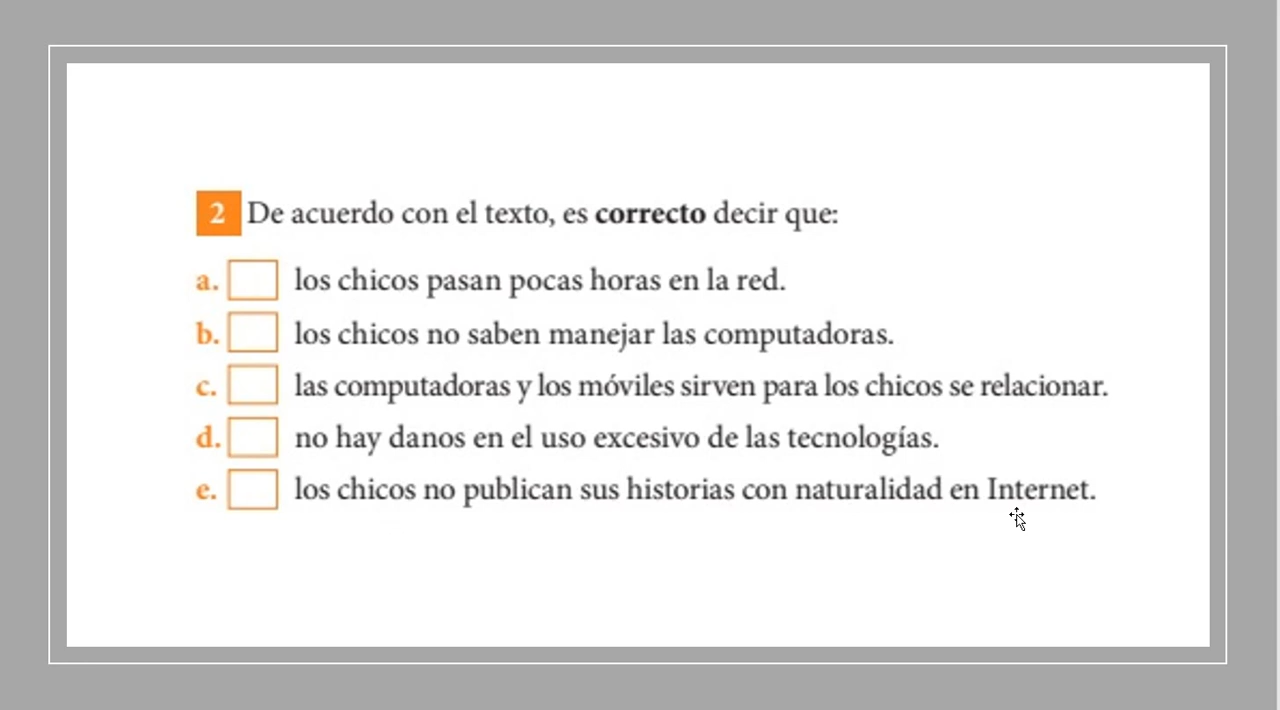 2 De acuerdo con el texto, es correcto decir que:
a. los chicos pasan pocas horas en la red.
b. los chicos no saben manejar las computadoras.
c. las computadoras y los móviles sirven para los chicos se relacionar.
d. no hay danos en el uso excesivo de las tecnologías.
e. los chicos no publican sus historias con naturalidad en Internet.